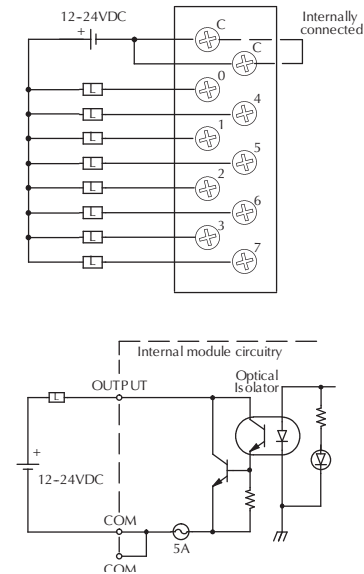 12-24VDC
+
Internally
connected
C
C
L
0
L
4
L
1
L
5
L
2
L
6
L
3
L
7
Internal module circuitry
Optical
Isolator
OUTPUT
L
+
12-24VDC
COM
5A
COM